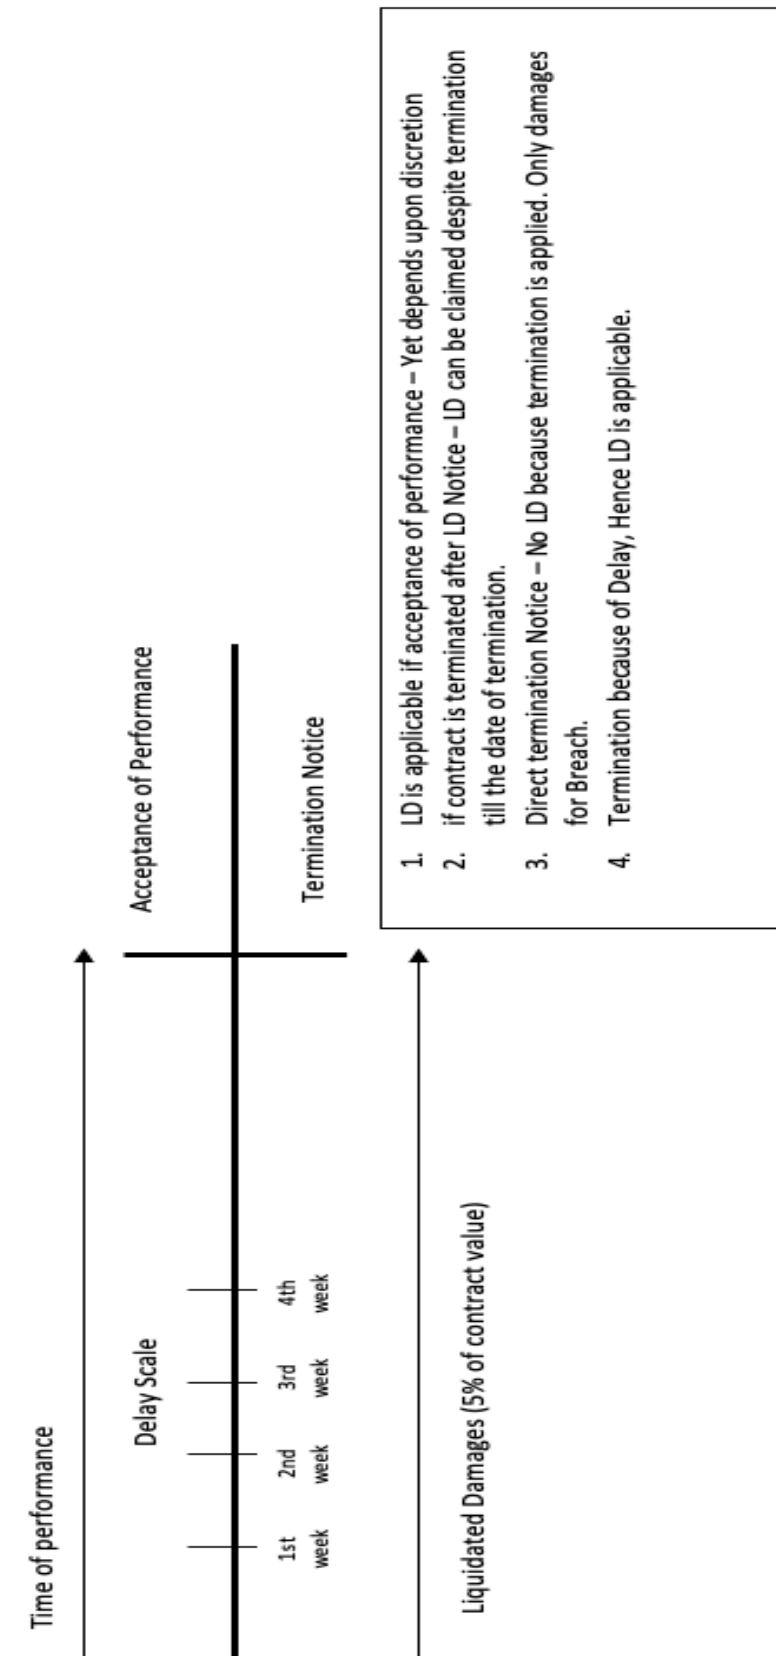 Time of performance
Delay Scale
Acceptance of Performance
1st
week
2nd
week
3rd
week
4th
week
Termination Notice
Liquidated Damages (5% of contract value)
1. LD is applicable if acceptance of performance – Yet depends upon discretion
2. if contract is terminated after LD Notice – LD can be claimed despite termination
till the date of termination.
3. Direct termination Notice – No LD because termination is applied. Only damages
for Breach.
4. Termination because of Delay, Hence LD is applicable.